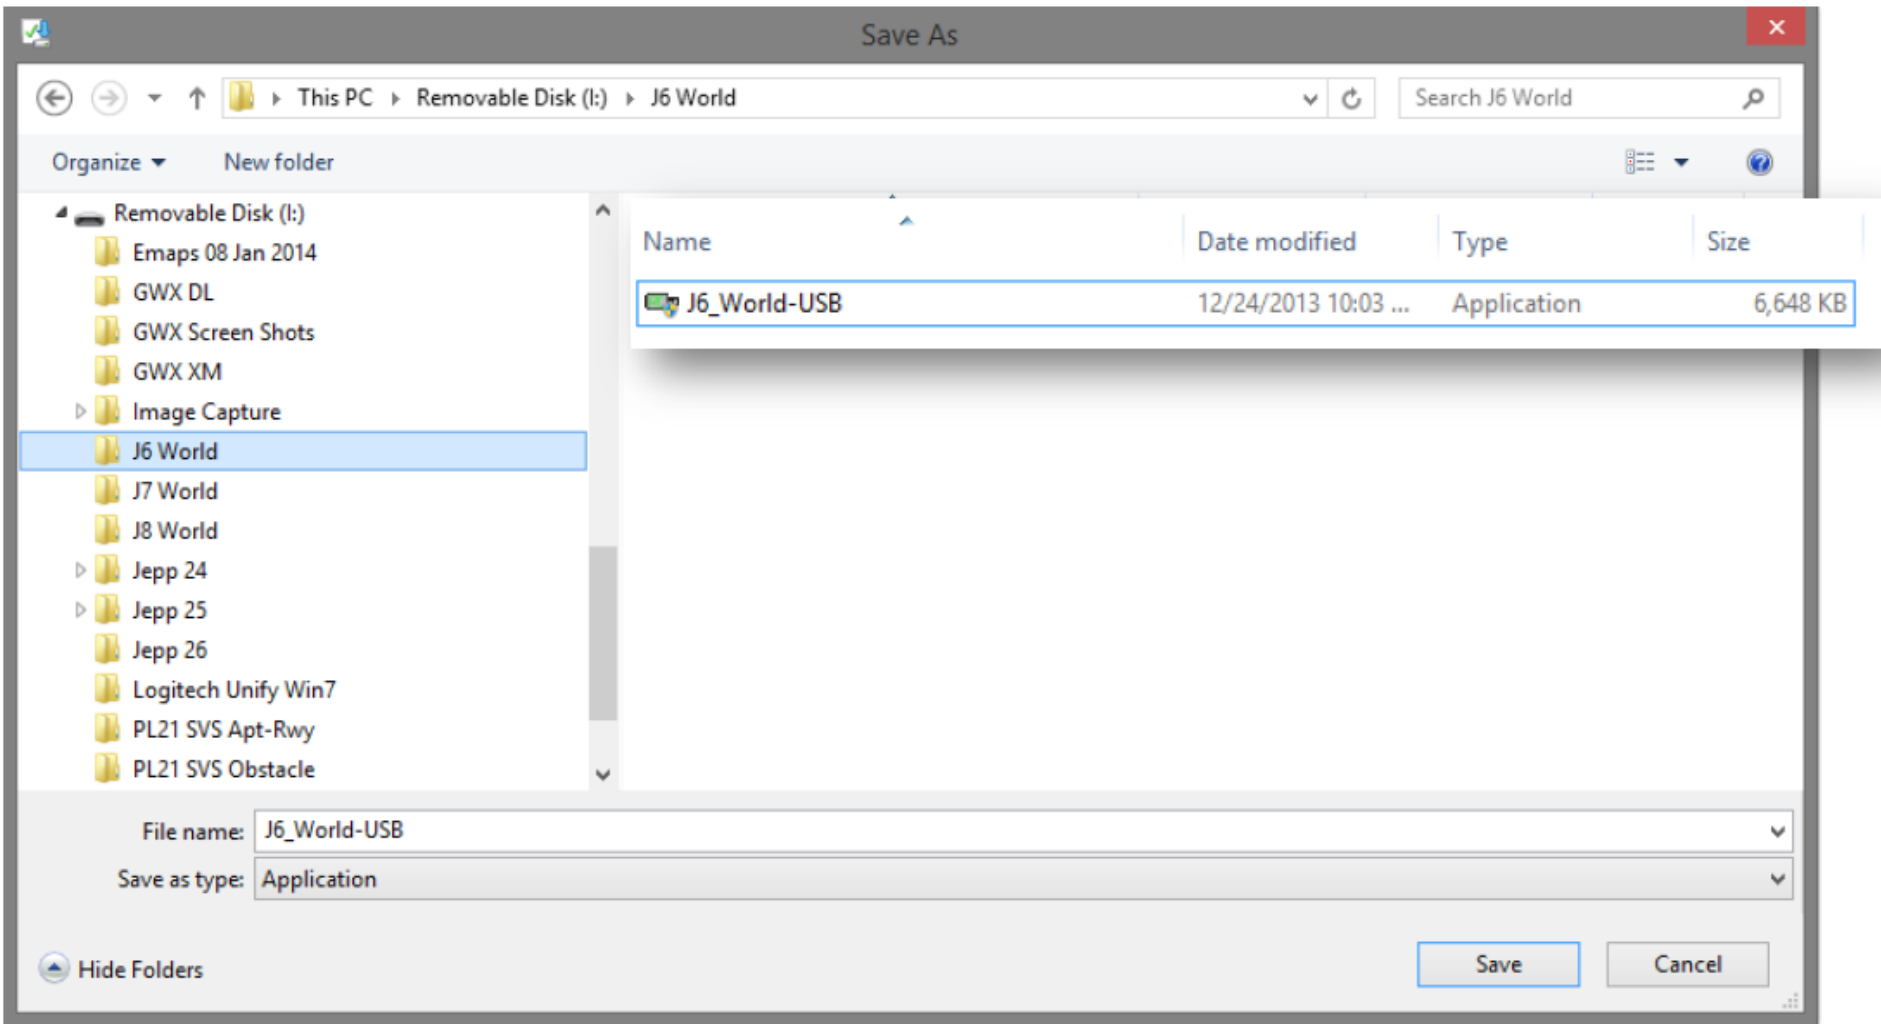 Save As
This PC Removable Disk (I:) J6 World
Search J6 World
Organize New folder
Removable Disk (I:)
Emaps 08 Jan 2014
GWX DL
GWX Screen Shots
GWX XM
Image Capture
J6 World
J7 World
J8 World
Jepp 24
Jepp 25
Jepp 26
Logitech Unify Win7
PL21 SVS Apt-Rwy
PL21 SVS Obstacle
Name Date modified Type Size
J6_World-USB 12/24/2013 10:03 ... Application 6,648 KB
File name: J6_World-USB
Save as type: Application
Hide Folders
Save Cancel